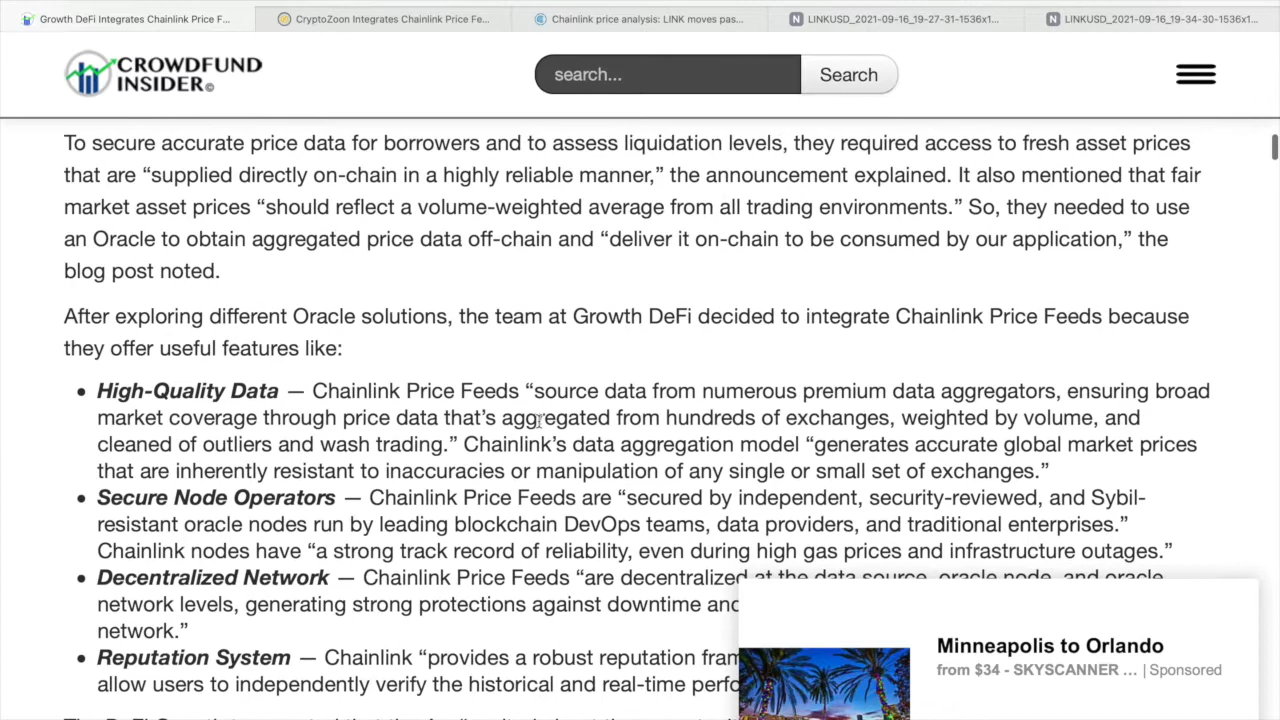 Growth DeFi Integrates Chainlink Price F...
CryptoZoon Integrates Chainlink Price Fe...
Chainlink price analysis: LINK moves pas...
LINKUSD_2021-09-16_19-27-31-1536x1...
LINKUSD_2021-09-16_19-34-30-1536x1...
CROWDFUND
INSIDER©
search...
Search
To secure accurate price data for borrowers and to assess liquidation levels, they required access to fresh asset prices
that are “supplied directly on-chain in a highly reliable manner,” the announcement explained. It also mentioned that fair
market asset prices “should reflect a volume-weighted average from all trading environments.” So, they needed to use
an Oracle to obtain aggregated price data off-chain and “deliver it on-chain to be consumed by our application,” the
blog post noted.
After exploring different Oracle solutions, the team at Growth DeFi decided to integrate Chainlink Price Feeds because
they offer useful features like:
• High-Quality Data — Chainlink Price Feeds “source data from numerous premium data aggregators, ensuring broad
market coverage through price data that’s aggregated from hundreds of exchanges, weighted by volume, and
cleaned of outliers and wash trading.” Chainlink’s data aggregation model “generates accurate global market prices
that are inherently resistant to inaccuracies or manipulation of any single or small set of exchanges.”
• Secure Node Operators — Chainlink Price Feeds are “secured by independent, security-reviewed, and Sybil-
resistant oracle nodes run by leading blockchain DevOps teams, data providers, and traditional enterprises.”
Chainlink nodes have “a strong track record of reliability, even during high gas prices and infrastructure outages.”
• Decentralized Network — Chainlink Price Feeds “are decentralized at the data source, oracle node, and oracle
network levels, generating strong protections against downtime and
network.”
• Reputation System — Chainlink “provides a robust reputation
allow users to independently verify the historical and real-time
Minneapolis to Orlando
from $34 - SKYSCANNER ... | Sponsored